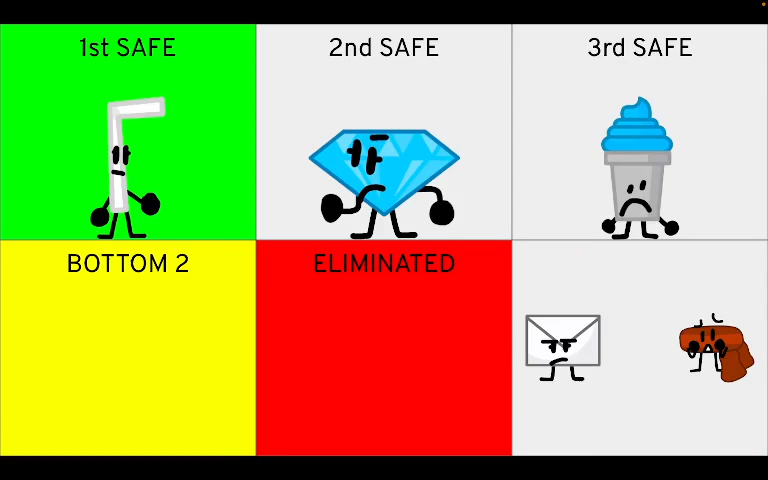 1st SAFE
2nd SAFE
3rd SAFE
BOTTOM 2
ELIMINATED